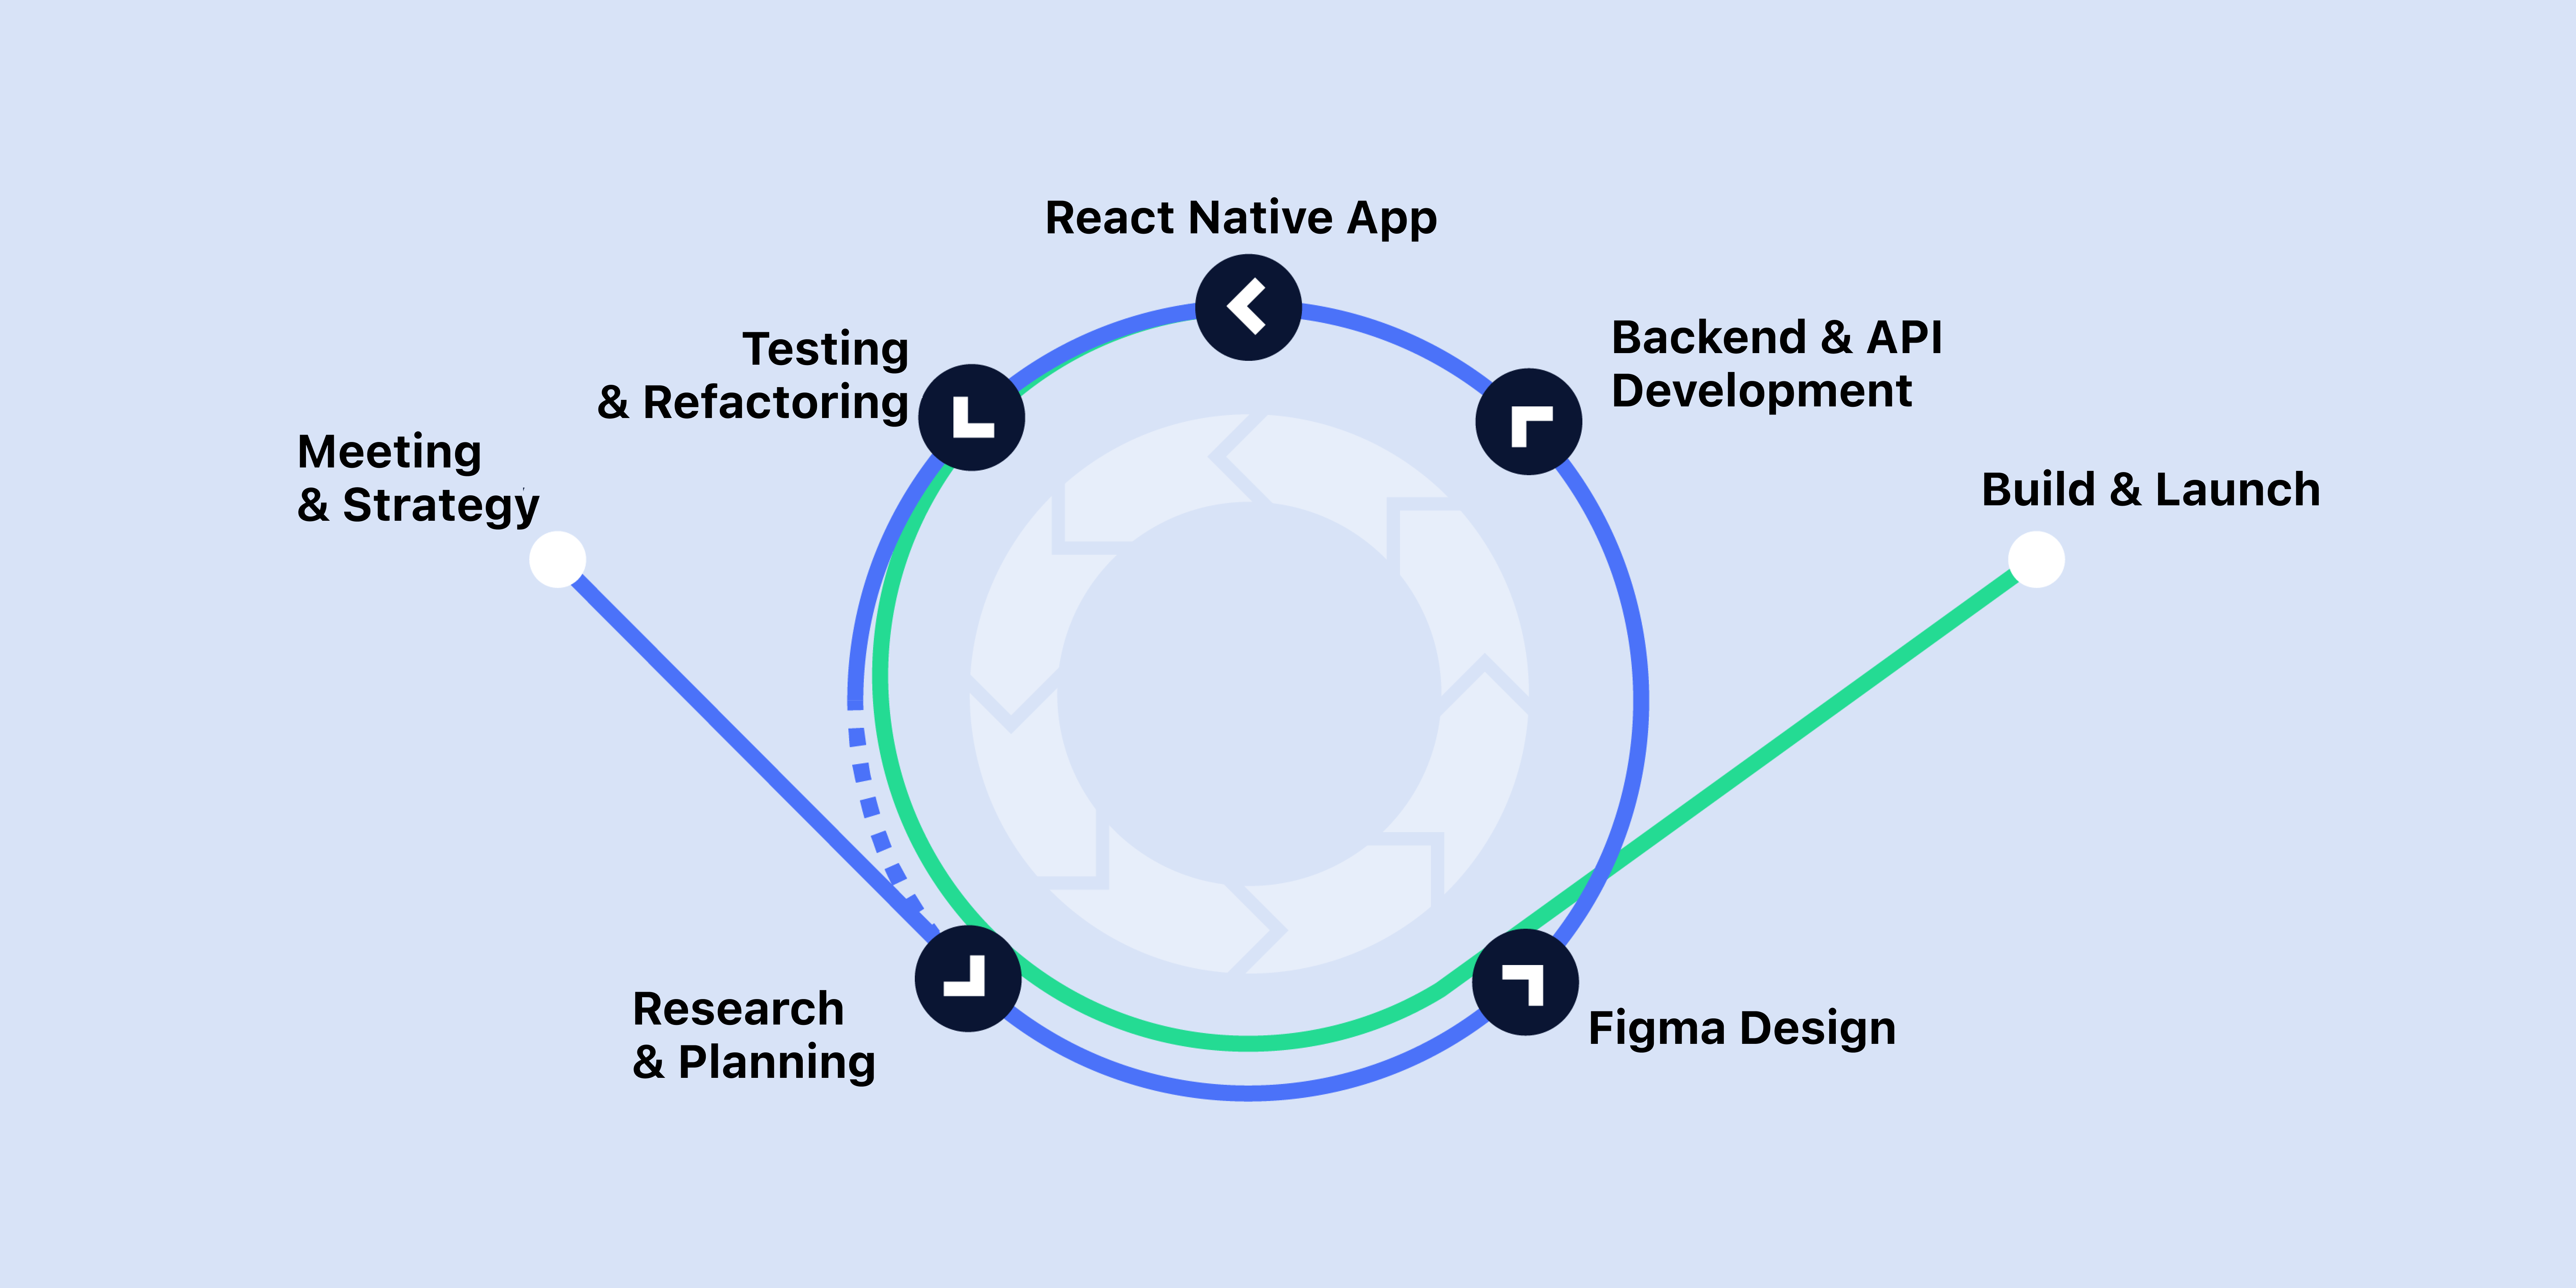 React Native App
Testing
& Refactoring
Backend & API
Development
Meeting
& Strategy
Build & Launch
Research
& Planning
Figma Design